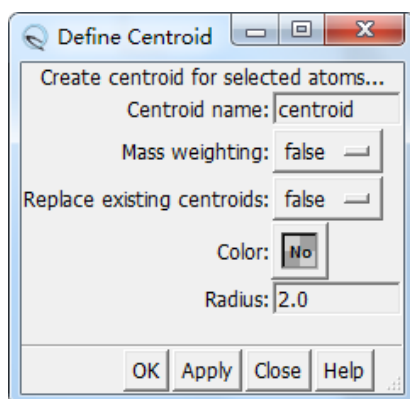 Define Centroid
Create centroid for selected atoms...
Centroid name: centroid
Mass weighting: false
Replace existing centroids: false
Color: No
Radius: 2.0
OK Apply Close Help